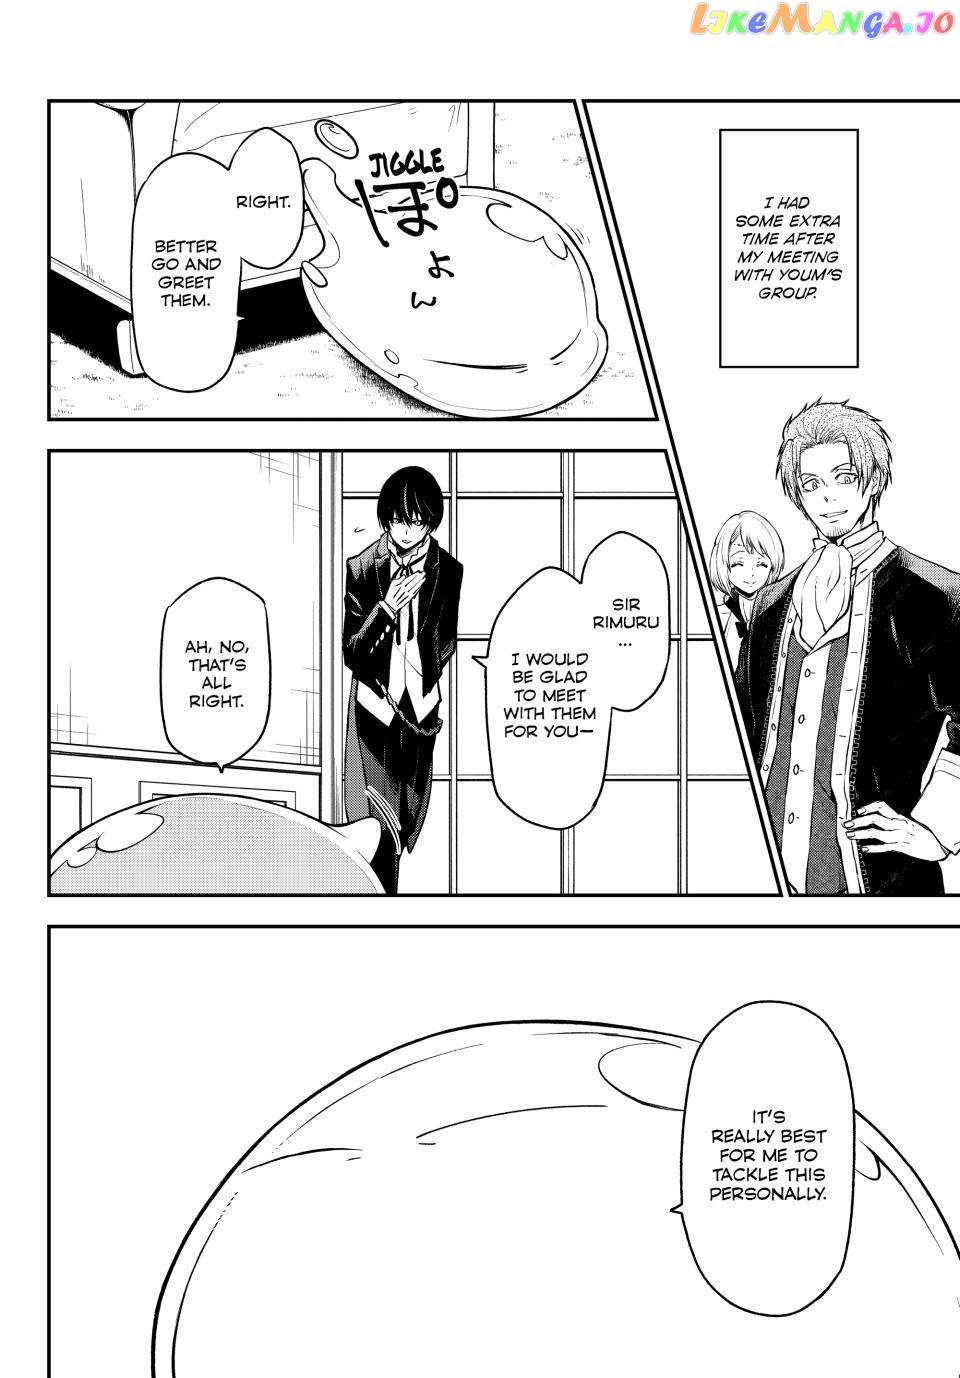 LIKEMANGA.IO
I HAD
SOME EXTRA
TIME AFTER
MY MEETING
WITH YOUM'S
GROUP.
RIGHT.
BETTER
GO AND
GREET
THEM.
JIGGLE
ぽ
よ
ん
SIR
RIMURU
...
I WOULD
BE GLAD
TO MEET
WITH THEM
FOR YOU—
AH, NO,
THAT'S
ALL
RIGHT.
IT'S
REALLY BEST
FOR ME TO
TACKLE THIS
PERSONALLY.